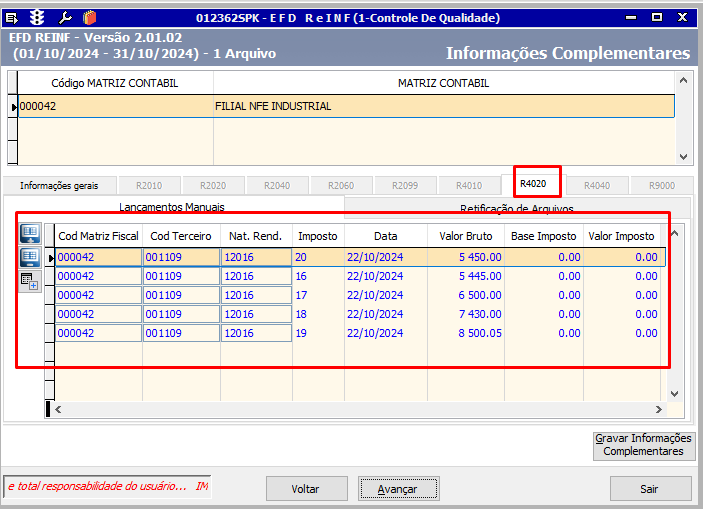 012362SPK - E F D  R e I N F (1-Controle De Qualidade)
EFD REINF - Versão 2.01.02
(01/10/2024 - 31/10/2024) - 1 Arquivo
Informações Complementares
Código MATRIZ CONTABIL MATRIZ CONTABIL
000042 FILIAL NFE INDUSTRIAL
Informações gerais R2010 R2020 R2040 R2060 R2099 R4010 R4020 R4040 R9000
Lançamentos Manuais Retificação de Arquivos
Cod Matriz Fiscal Cod Terceiro Nat. Rend. Imposto Data Valor Bruto Base Imposto Valor Imposto
000042 001109 12016 20 22/10/2024 5 450.00 0.00 0.00
000042 001109 12016 16 22/10/2024 5 445.00 0.00 0.00
000042 001109 12016 17 22/10/2024 6 500.00 0.00 0.00
000042 001109 12016 18 22/10/2024 7 430.00 0.00 0.00
000042 001109 12016 19 22/10/2024 8 500.05 0.00 0.00
Gravar Informações
Complementares
e total responsabilidade do usuário... IM
Voltar Avançar Sair